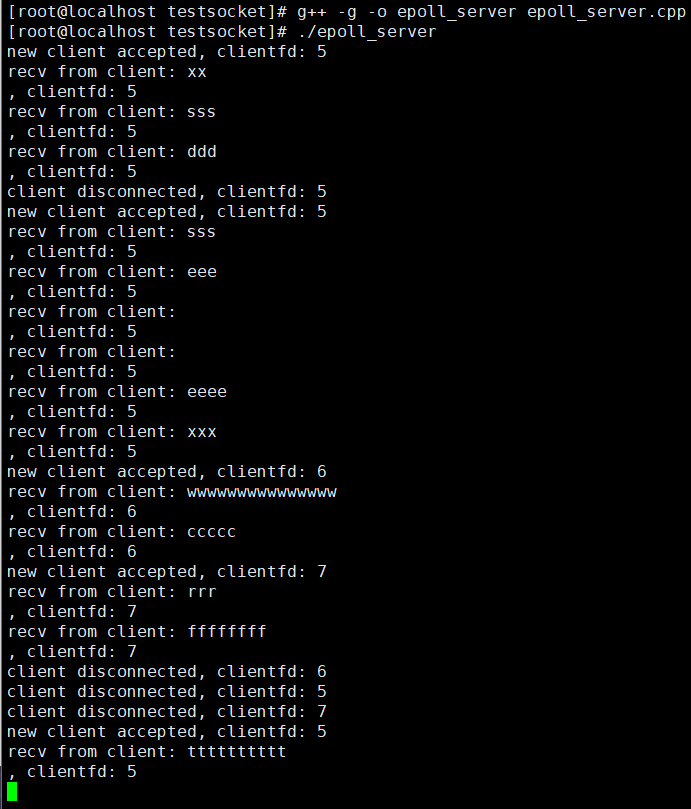 [root@localhost testsocket]# g++ -g -o epoll_server epoll_server.cpp
[root@localhost testsocket]# ./epoll_server
new client accepted, clientfd: 5
recv from client: xx
, clientfd: 5
recv from client: sss
, clientfd: 5
recv from client: ddd
, clientfd: 5
client disconnected, clientfd: 5
new client accepted, clientfd: 5
recv from client: sss
, clientfd: 5
recv from client: eee
, clientfd: 5
recv from client:
, clientfd: 5
recv from client:
, clientfd: 5
recv from client: eeee
, clientfd: 5
recv from client: xxx
, clientfd: 5
new client accepted, clientfd: 6
recv from client: wwwwwwwwwwwwwww
, clientfd: 6
recv from client: ccccc
, clientfd: 6
new client accepted, clientfd: 7
recv from client: rrr
, clientfd: 7
recv from client: ffffffff
, clientfd: 7
client disconnected, clientfd: 6
client disconnected, clientfd: 5
client disconnected, clientfd: 7
new client accepted, clientfd: 5
recv from client: tttttttttt
, clientfd: 5